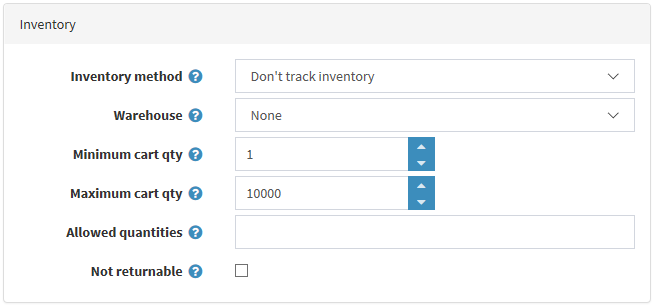 Inventory
Inventory method ? Don't track inventory
Warehouse ? None
Minimum cart qty ? 1
Maximum cart qty ? 10000
Allowed quantities ?
Not returnable ?